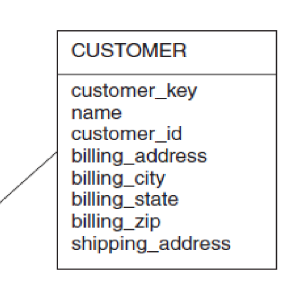 CUSTOMER
customer_key
name
customer_id
billing_address
billing_city
billing_state
billing_zip
shipping_address